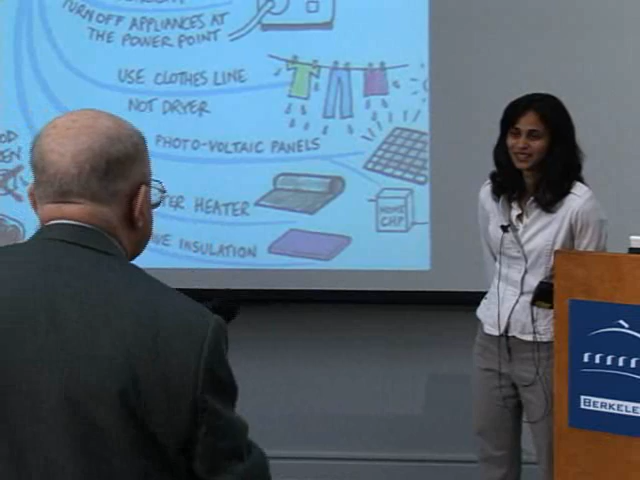 TURN OFF APPLIANCES AT
THE POWER POINT
USE CLOTHES LINE
NOT DRYER
PHOTO-VOLTAIC PANELS
HEATER
INSULATION
HOME
CHP
BERKELE